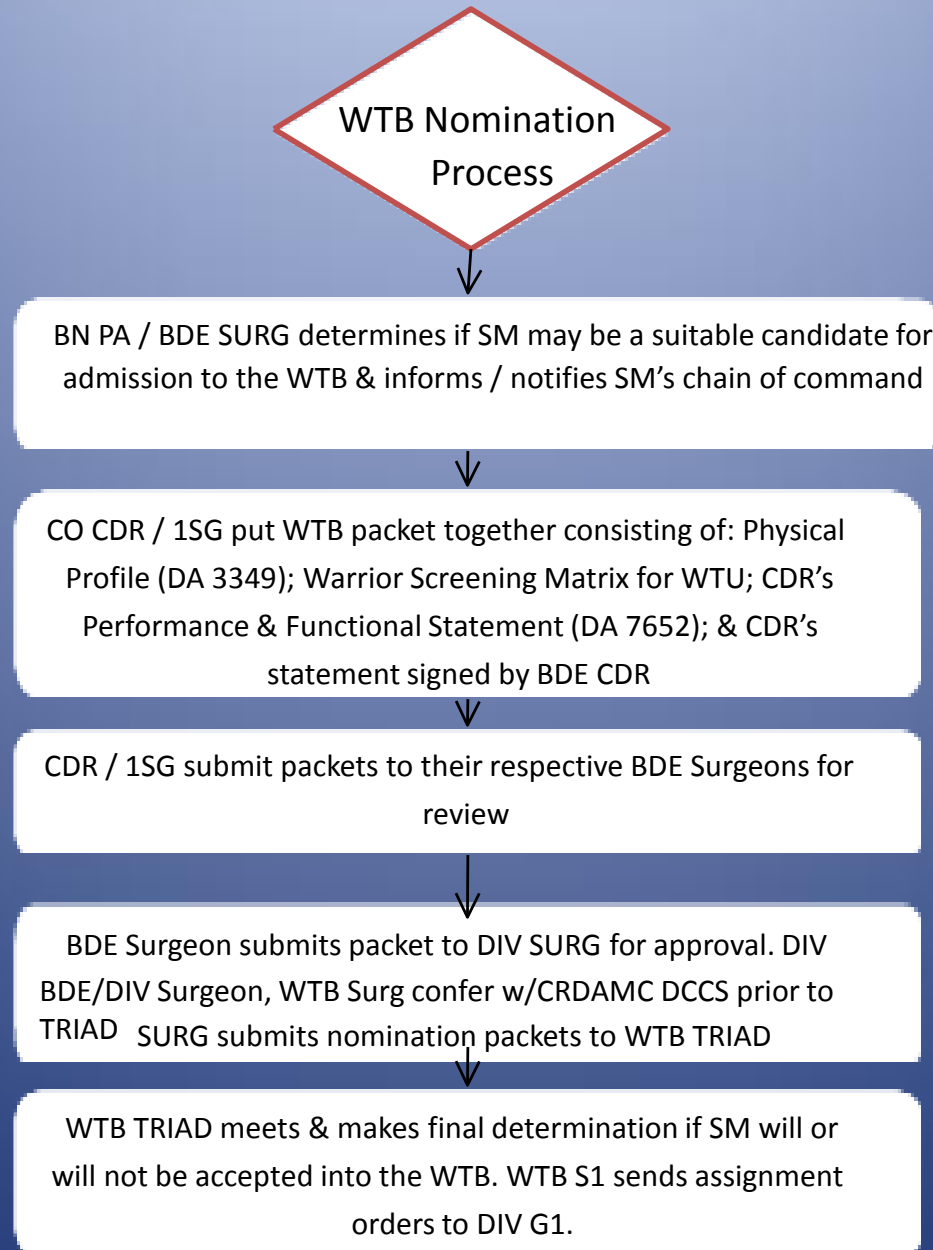 WTB Nomination
Process
BN PA / BDE SURG determines if SM may be a suitable candidate for
admission to the WTB & informs / notifies SM’s chain of command
CO CDR / 1SG put WTB packet together consisting of: Physical
Profile (DA 3349); Warrior Screening Matrix for WTU; CDR’s
Performance & Functional Statement (DA 7652); & CDR’s
statement signed by BDE CDR
CDR / 1SG submit packets to their respective BDE Surgeons for
review
BDE Surgeon submits packet to DIV SURG for approval. DIV
BDE/DIV Surgeon, WTB Surg confer w/CRDAMC DCCS prior to
TRIAD
SURG submits nomination packets to WTB TRIAD
WTB TRIAD meets & makes final determination if SM will or
will not be accepted into the WTB. WTB S1 sends assignment
orders to DIV G1.